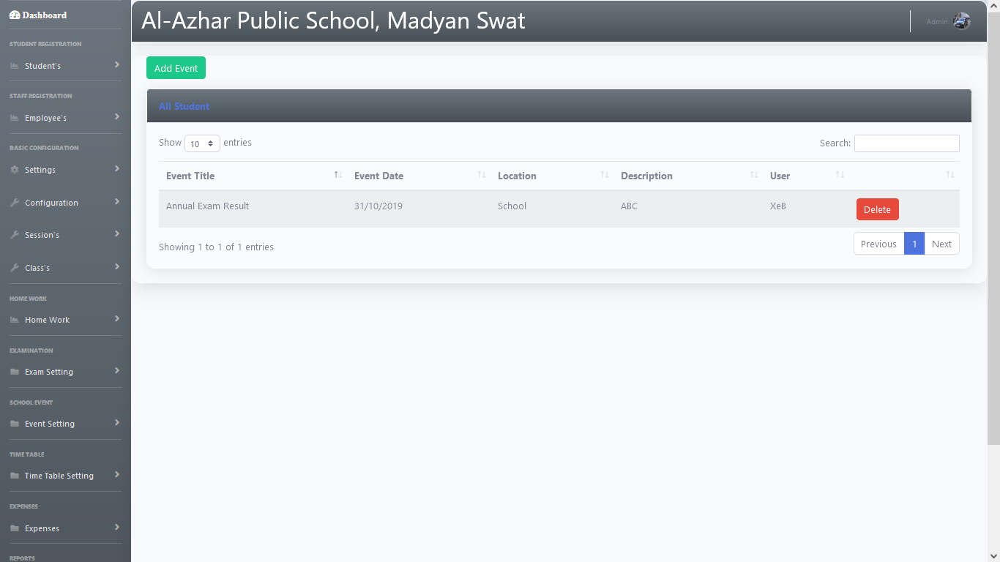 Dashboard
STUDENT REGISTRATION
Student's
STAFF REGISTRATION
Employee's
BASIC CONFIGURATION
Settings
Configuration
Session's
Class's
HOME WORK
Home Work
EXAMINATION
Exam Setting
SCHOOL EVENT
Event Setting
TIME TABLE
Time Table Setting
EXPENSES
Expenses
REPORTS
Al-Azhar Public School, Madyan Swat
Admin
Add Event
All Student
Show 10 entries
Search:
Event Title Event Date Location Description User
Annual Exam Result 31/10/2019 School ABC XeB Delete
Showing 1 to 1 of 1 entries
Previous 1 Next